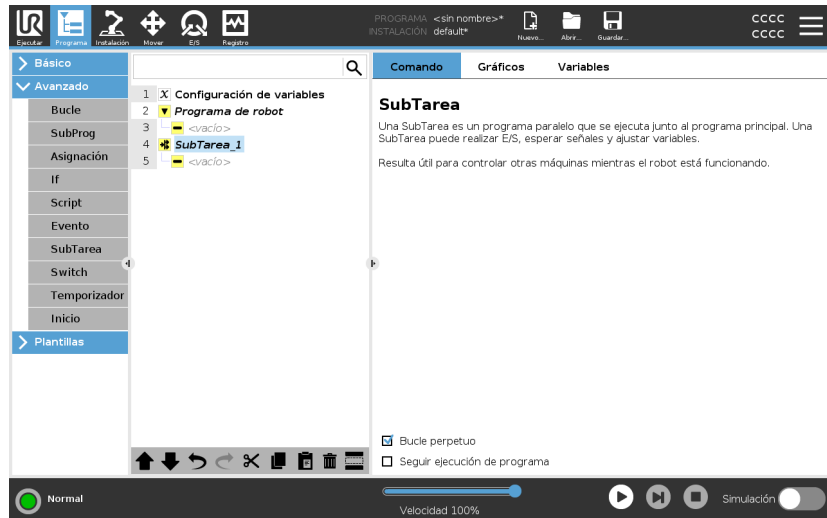 PROGRAMA <sin nombre>*
INSTALACIÓN default*
Ejecutar Programa Instalación Mover E/S Registro
Nuevo... Abrir... Guardar...
CCCC
CCCC
Básico
Avanzado
Bucle
SubProg
Asignación
If
Script
Evento
SubTarea
Switch
Temporizador
Inicio
Plantillas
1 X Configuración de variables
2 Programa de robot
3 <vacío>
4 SubTarea_1
5 <vacío>
Comando Gráficos Variables
SubTarea
Una SubTarea es un programa paralelo que se ejecuta junto al programa principal. Una
SubTarea puede realizar E/S, esperar señales y ajustar variables.
Resulta útil para controlar otras máquinas mientras el robot está funcionando.
Bucle perpetuo
Seguir ejecución de programa
Normal
Velocidad 100%
Simulación